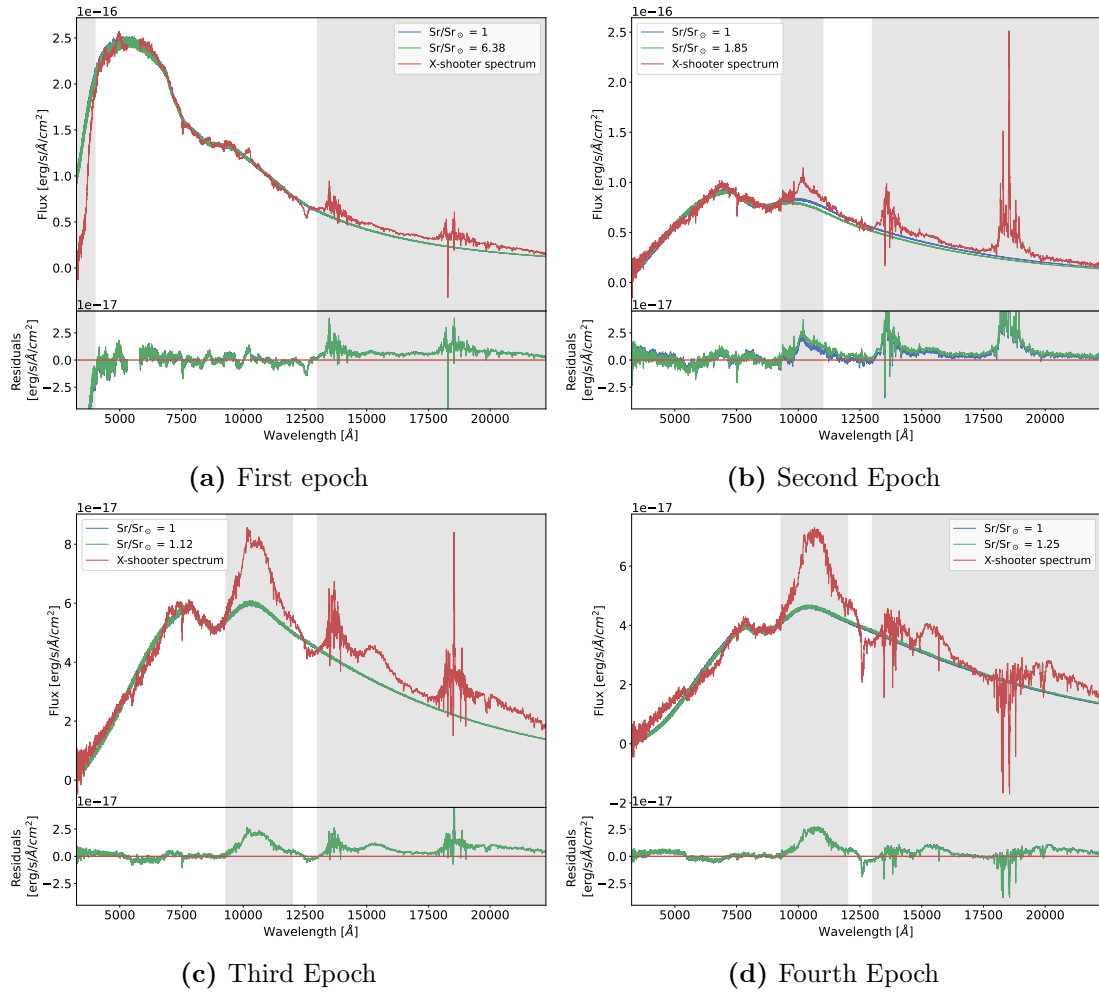 1e−16
2.5
2.0
1.5
1.0
0.5
0.0
Flux [erg/s/Å/cm²]
Sr/Sr⊙ = 1
Sr/Sr⊙ = 6.38
X-shooter spectrum
1e−17
2.5
0.0
−2.5
Residuals
[erg/s/Å/cm²]
5000 7500 10000 12500 15000 17500 20000
Wavelength [Å]
(a) First epoch
1e−16
2.5
2.0
1.5
1.0
0.5
0.0
Flux [erg/s/Å/cm²]
Sr/Sr⊙ = 1
Sr/Sr⊙ = 1.85
X-shooter spectrum
1e−17
2.5
0.0
−2.5
Residuals
[erg/s/Å/cm²]
5000 7500 10000 12500 15000 17500 20000
Wavelength [Å]
(b) Second Epoch
1e−17
8
6
4
2
0
Flux [erg/s/Å/cm²]
Sr/Sr⊙ = 1
Sr/Sr⊙ = 1.12
X-shooter spectrum
1e−17
2.5
0.0
−2.5
Residuals
[erg/s/Å/cm²]
5000 7500 10000 12500 15000 17500 20000
Wavelength [Å]
(c) Third Epoch
1e−17
6
4
2
0
−2
Flux [erg/s/Å/cm²]
Sr/Sr⊙ = 1
Sr/Sr⊙ = 1.25
X-shooter spectrum
1e−17
2.5
0.0
−2.5
Residuals
[erg/s/Å/cm²]
5000 7500 10000 12500 15000 17500 20000
Wavelength [Å]
(d) Fourth Epoch